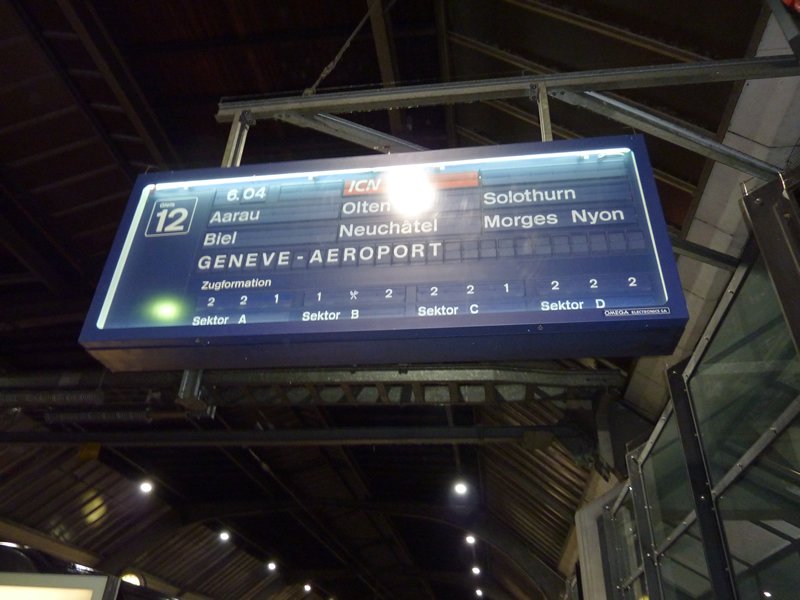 Gleis
12
6.04 ICN
Aarau Olten Solothurn
Biel Neuchâtel Morges Nyon
GENEVE-AEROPORT
Zugformation
2 2 1 1 2 2 2 1 2 2 2
Sektor A Sektor B Sektor C Sektor D
OMEGA ELECTRONICS S.A.